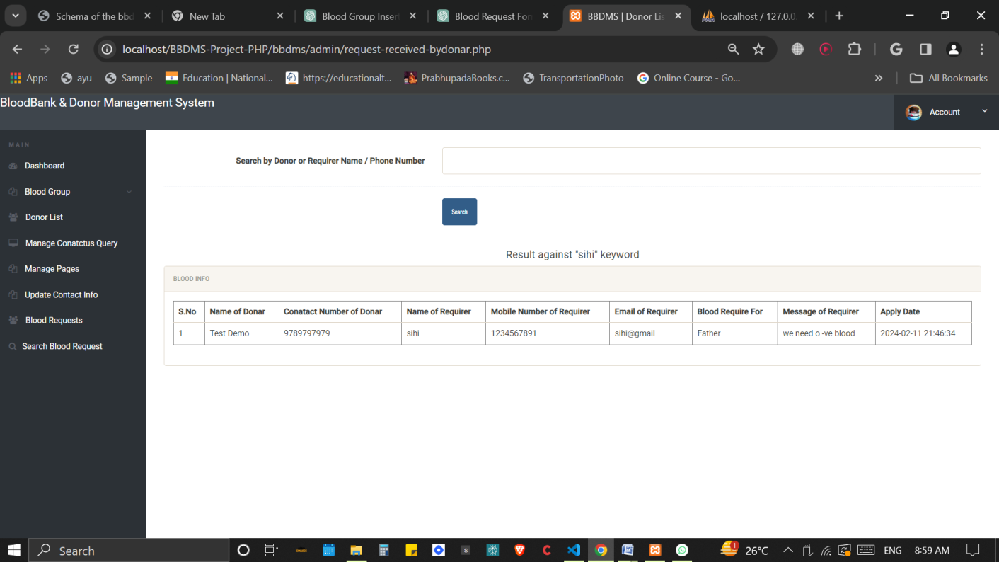 Schema of the bbd
New Tab
Blood Group Inser
Blood Request For
BBDMS | Donor Lis
localhost / 127.0.0.
localhost/BBDMS-Project-PHP/bbdms/admin/request-received-bydonar.php
Apps
ayu
Sample
Education | National...
https://educationalt...
PrabhupadaBooks.c...
TransportationPhoto
Online Course - Go...
All Bookmarks
BloodBank & Donor Management System
Account
MAIN
Dashboard
Blood Group
Donor List
Manage Conatctus Query
Manage Pages
Update Contact Info
Blood Requests
Search Blood Request
Search by Donor or Requirer Name / Phone Number
Search
Result against "sihi" keyword
BLOOD INFO
S.No Name of Donar Conatact Number of Donar Name of Requirer Mobile Number of Requirer Email of Requirer Blood Require For Message of Requirer Apply Date
1 Test Demo 9789797979 sihi 1234567891 sihi@gmail Father we need o -ve blood 2024-02-11 21:46:34
Search
1
26°C
ENG
8:59 AM